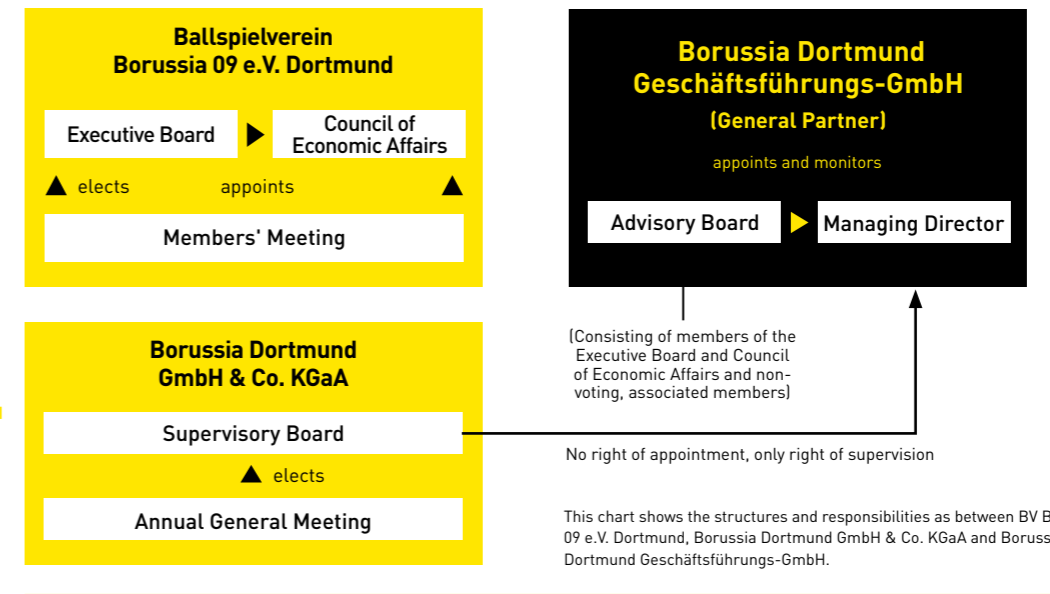 Ballspielverein
Borussia 09 e.V. Dortmund
Executive Board
Council of
Economic Affairs
elects
appoints
Members' Meeting
Borussia Dortmund
Geschäftsführungs-GmbH
(General Partner)
appoints and monitors
Advisory Board
Managing Director
(Consisting of members of the
Executive Board and Council
of Economic Affairs and non-
voting, associated members)
Borussia Dortmund
GmbH & Co. KGaA
Supervisory Board
elects
Annual General Meeting
No right of appointment, only right of supervision
This chart shows the structures and responsibilities as between BV B
09 e.V. Dortmund, Borussia Dortmund GmbH & Co. KGaA andBoruss
Dortmund Geschäftsführungs-GmbH.